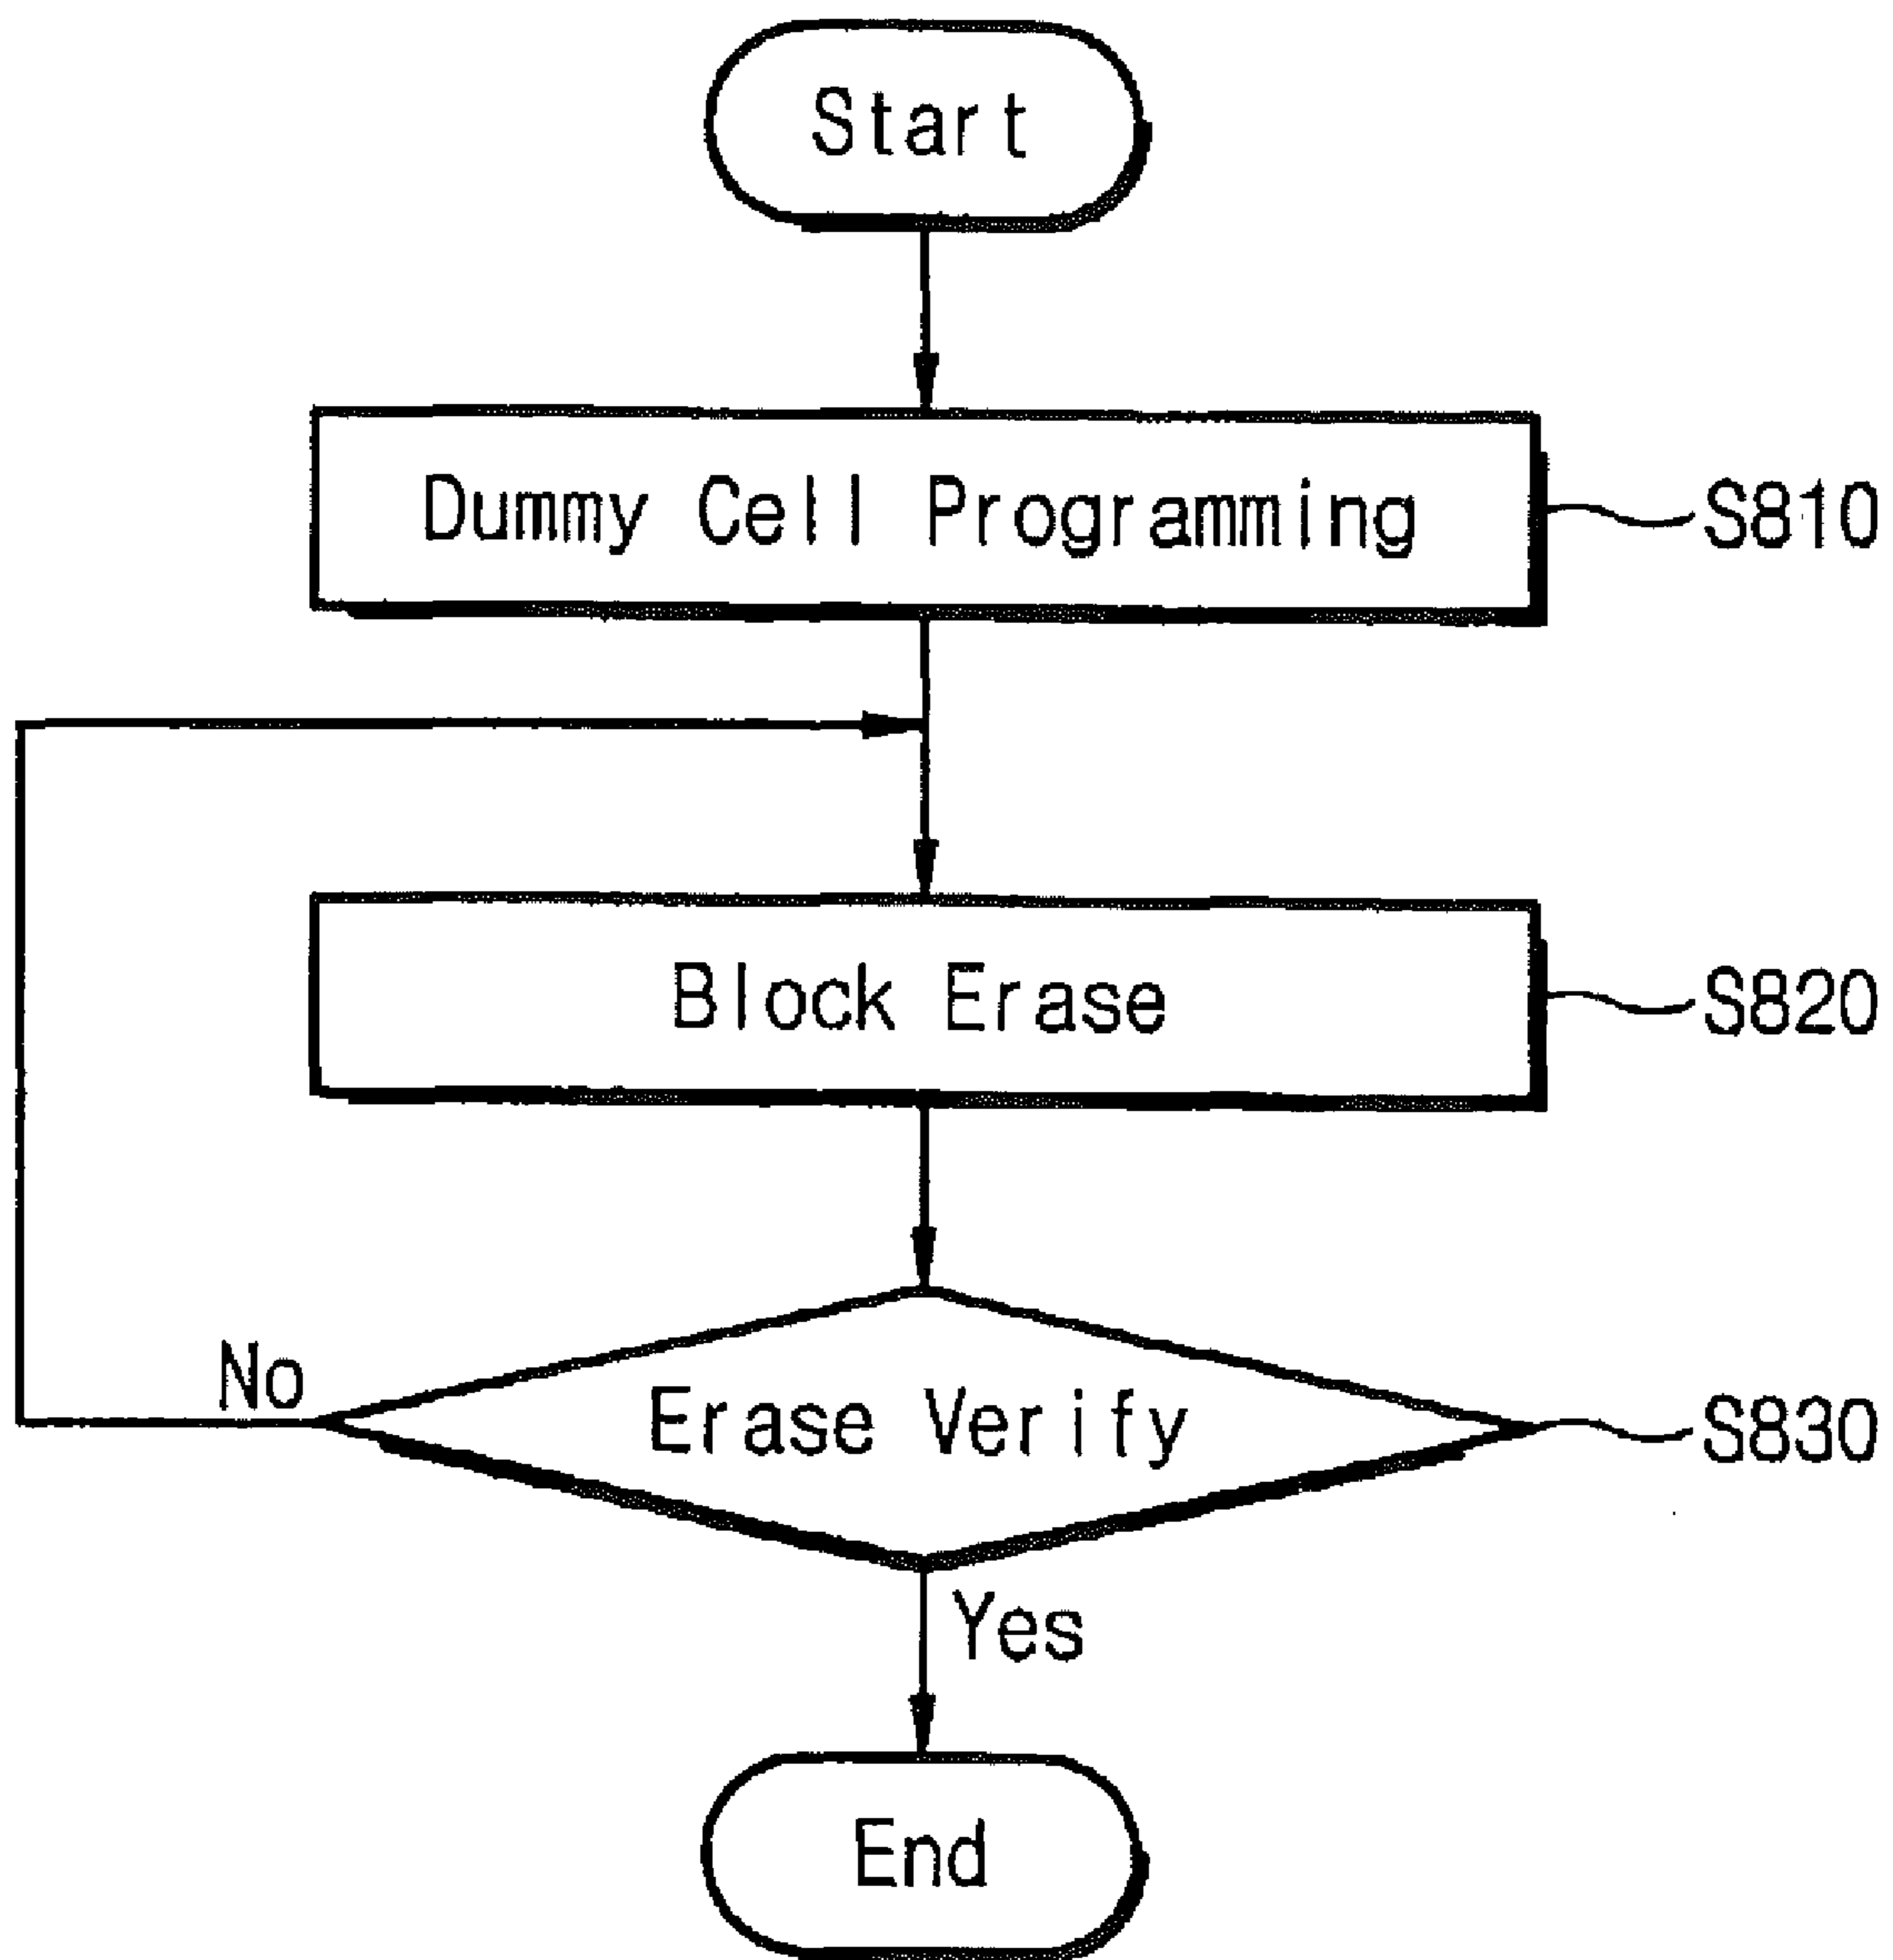 Start
Dummy Cell Programming
S810
Block Erase
S820
No
Erase Verify
S830
Yes
End